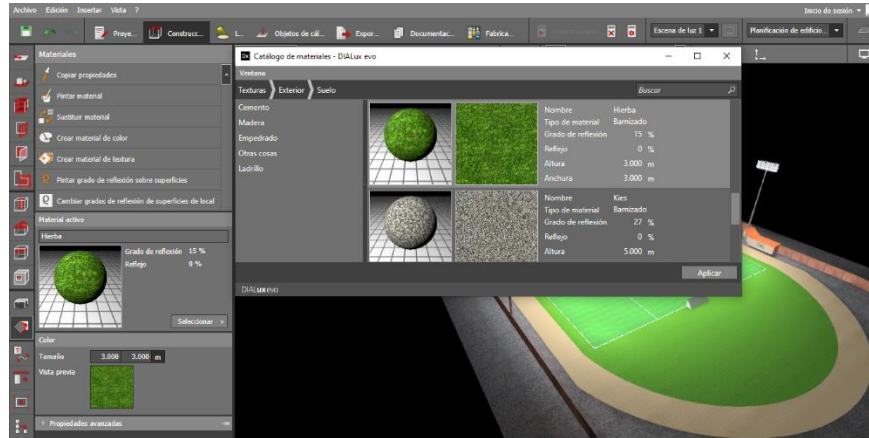 Archivo Edición Insertar Vista ?
Inicio de sesión
Proye... Construcc... L... Objetos de cál... Expor... Documentac... Fabrica...
Escena de luz 1
Planificación de edificio...
Materiales
Copiar propiedades
Pintar material
Sustituir material
Crear material de color
Crear material de textura
Pintar grado de reflexión sobre superficies
Cambiar grados de reflexión de superficies de local
Material activo
Hierba
Grado de reflexión 15 %
Reflejo 0 %
Seleccionar
Color
Tamaño 3.000 3.000 m
Vista previa
Propiedades avanzadas
Dx Catálogo de materiales - DIALux evo
Ventana
Texturas Exterior Suelo
Buscar
Cemento
Madera
Empedrado
Otras cosas
Ladrillo
Nombre Hierba
Tipo de material Barnizado
Grado de reflexión 15 %
Reflejo 0 %
Altura 3.000 m
Anchura 3.000 m
Nombre Kies
Tipo de material Barnizado
Grado de reflexión 27 %
Reflejo 0 %
Altura 5.000 m
Aplicar
DIALux evo